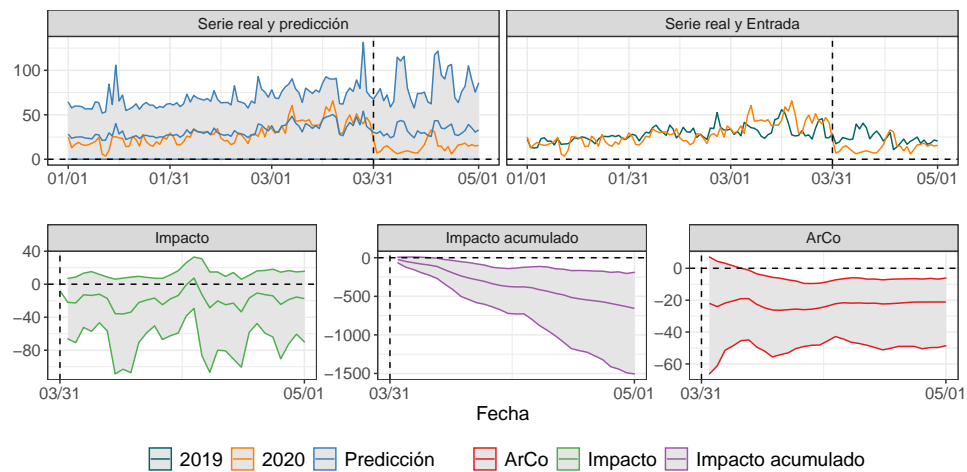 Serie real y predicción
Serie real y Entrada
100
50
0
01/01 01/31 03/01 03/31 05/01
01/01 01/31 03/01 03/31 05/01
Impacto
Impacto acumulado
ArCo
40
0
−40
−80
03/31 05/01
0
−500
−1000
−1500
03/31 05/01
0
−20
−40
−60
03/31 05/01
Fecha
2019 2020 Predicción ArCo Impacto Impacto acumulado